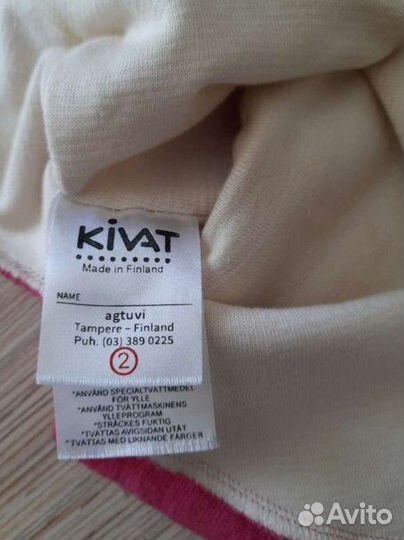 KiVAT
Made in Finland
NAME
agtuvi
Tampere – Finland
Puh. (03) 389 0225
2
*ANVÄND SPECIALTVÄTTMEDEL
FÖR YLLE
*ANVÄND TVÄTTMASKINENS
YLLEPROGRAM
*STRÄCKES FUKTIG
*TVÄTTAS AVIGSIDAN UTÅT
*TVÄTTAS MED LIKNANDE FÄRGER
Avito